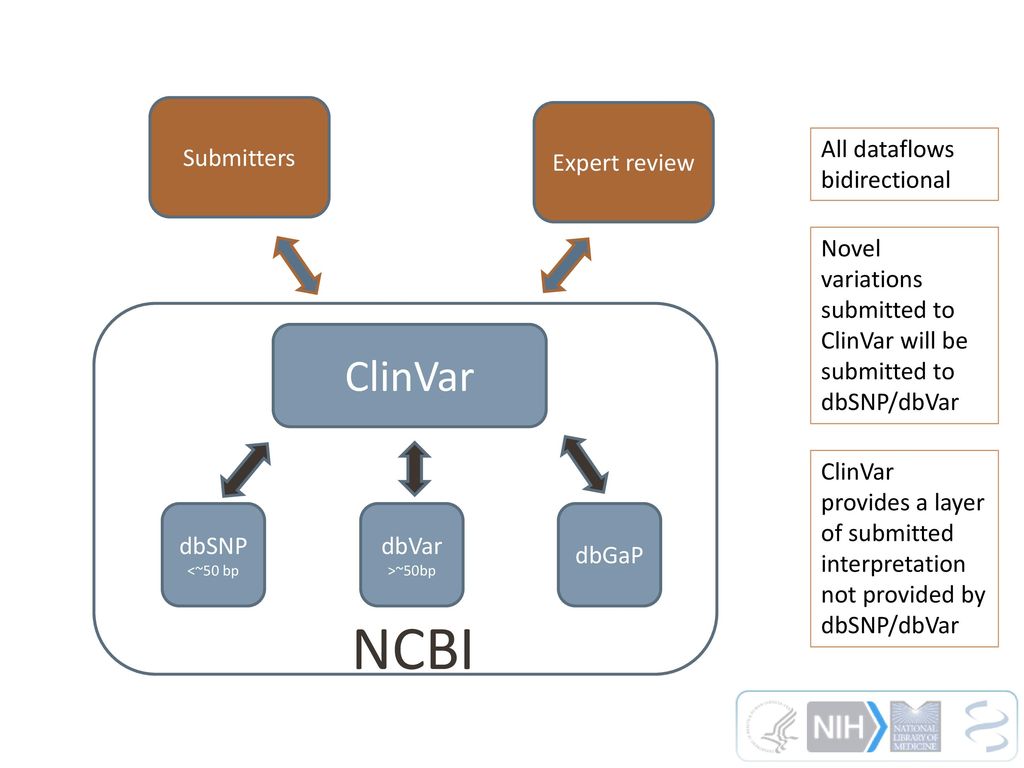 Submitters
Expert review
All dataflows
bidirectional
Novel
variations
submitted to
ClinVar will be
submitted to
dbSNP/dbVar
ClinVar
dbSNP
<~50 bp
dbVar
>~50bp
dbGaP
NCBI
ClinVar
provides a layer
of submitted
interpretation
not provided by
dbSNP/dbVar
NIH
NATIONAL
LIBRARY OF
MEDICINE